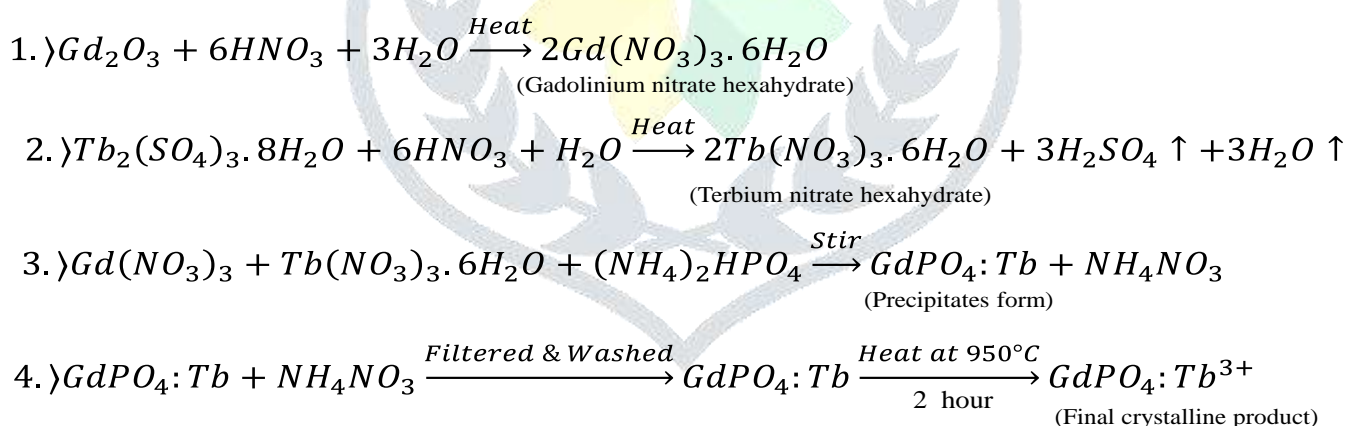 Heat
1.⟩Gd₂O₃ + 6HNO₃ + 3H₂O ⟶ 2Gd(NO₃)₃.6H₂O
(Gadolinium nitrate hexahydrate)
Heat
2.⟩Tb₂(SO₄)₃.8H₂O + 6HNO₃ + H₂O ⟶ 2Tb(NO₃)₃.6H₂O + 3H₂SO₄ ↑ +3H₂O ↑
(Terbium nitrate hexahydrate)
Stir
3.⟩Gd(NO₃)₃ + Tb(NO₃)₃.6H₂O + (NH₄)₂HPO₄ ⟶ GdPO₄:Tb + NH₄NO₃
(Precipitates form)
Filtered & Washed Heat at 950°C
4.⟩GdPO₄:Tb + NH₄NO₃ ⟶ GdPO₄:Tb ⟶ GdPO₄:Tb³⁺
2 hour
(Final crystalline product)